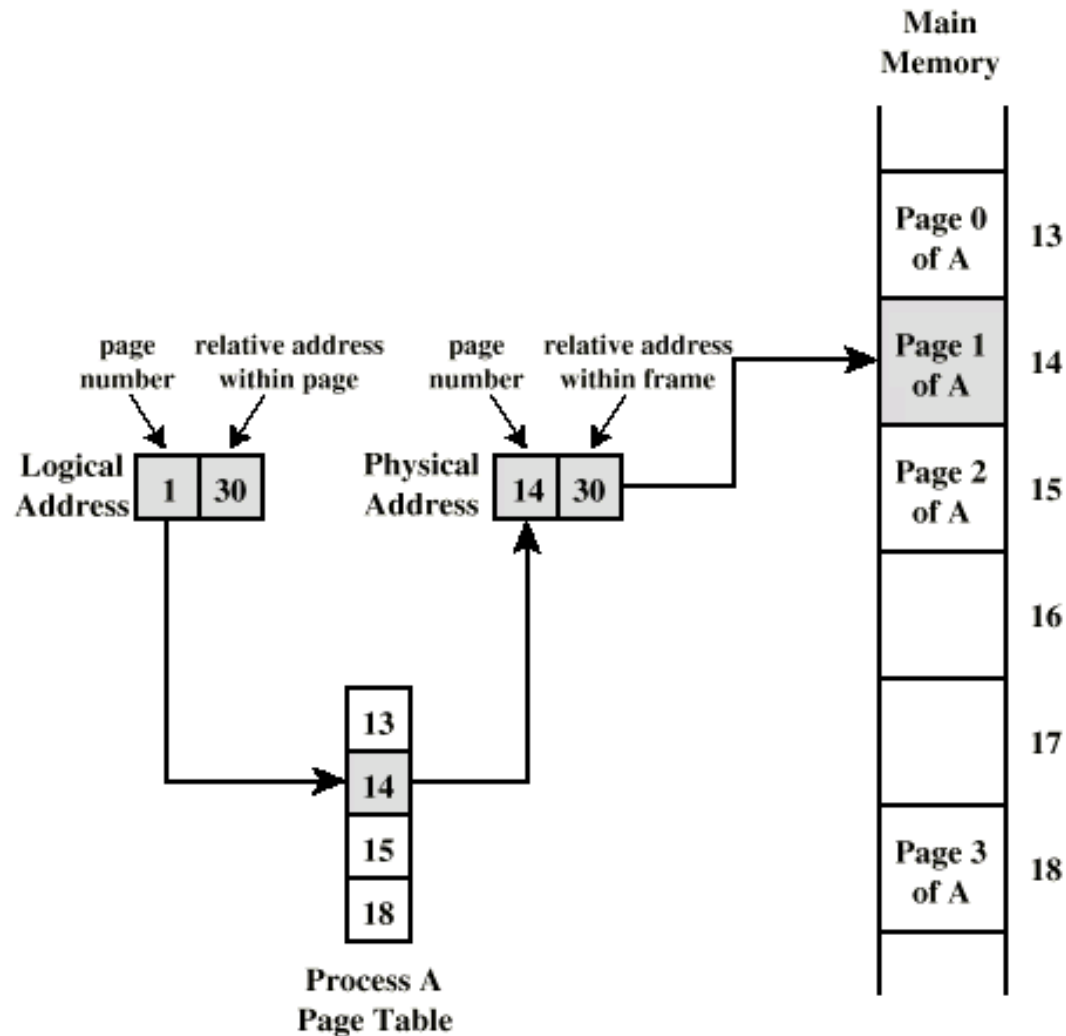 Main
Memory
Page 0
of A
13
Page 1
of A
14
Page 2
of A
15
16
17
Page 3
of A
18
page
number
relative address
within page
Logical
Address
1 30
page
number
relative address
within frame
Physical
Address
14 30
13
14
15
18
Process A
Page Table